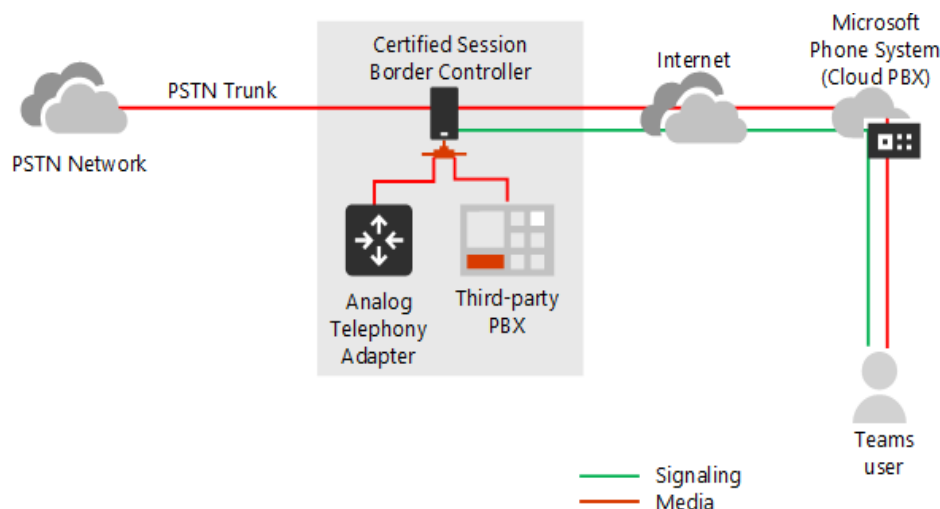 Certified Session
Border Controller
Microsoft
Phone System
(Cloud PBX)
Internet
PSTN Trunk
PSTN Network
Analog
Telephony
Adapter
Third-party
PBX
Teams
user
Signaling
Media